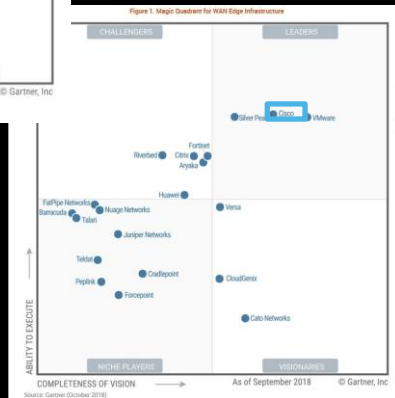 Figure 1. Magic Quadrant for WAN Edge Infrastructure
CHALLENGERS
LEADERS
© Gartner, Inc
Silver Pea
Cisco
VMware
Fortinet
Riverbed
Citrix
Aryaka
Huawei
FatPipe Networks
Versa
Barracuda
Nuage Networks
Talari
Juniper Networks
Teldat
Cradlepoint
CloudGenix
Peplink
Forcepoint
Cato Networks
ABILITY TO EXECUTE
NICHE PLAYERS
VISIONARIES
COMPLETENESS OF VISION
As of September 2018
© Gartner, Inc
Source: Gartner (October 2018)